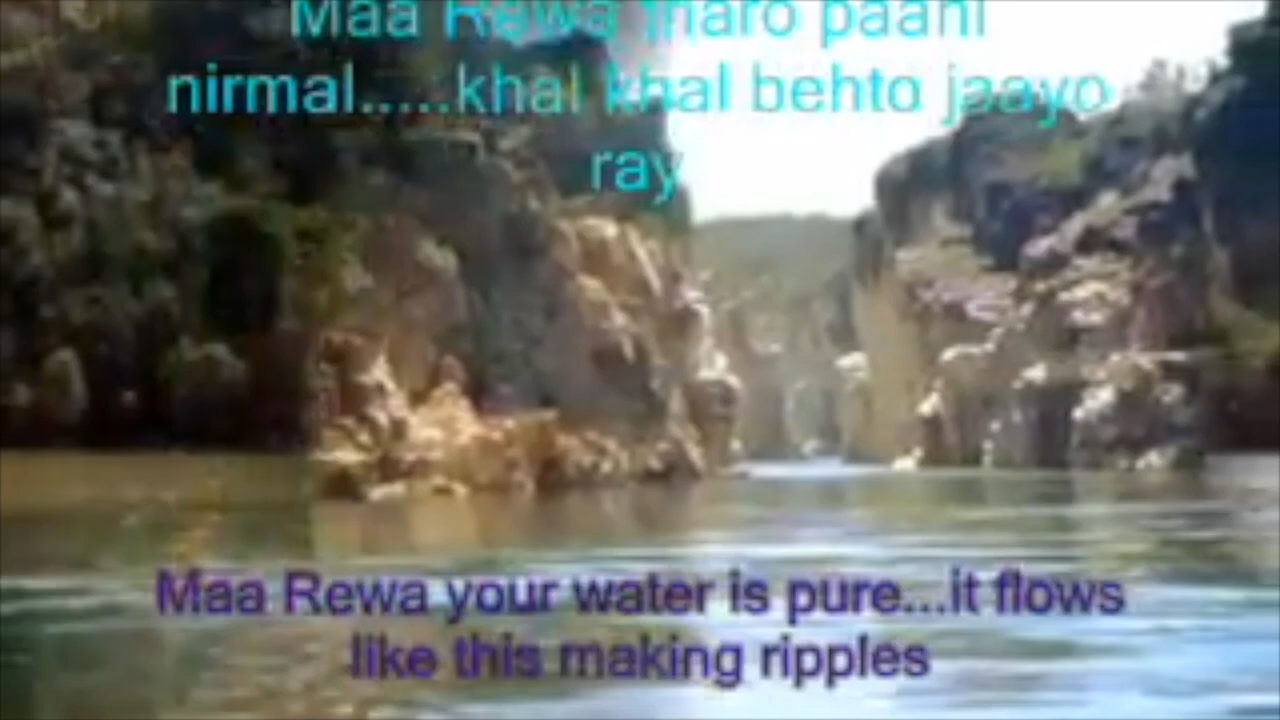 Maa Rewa tharo paani
nirmal.....khal khal behto jaayo
ray
Maa Rewa your water is pure...it flows
like this making ripples